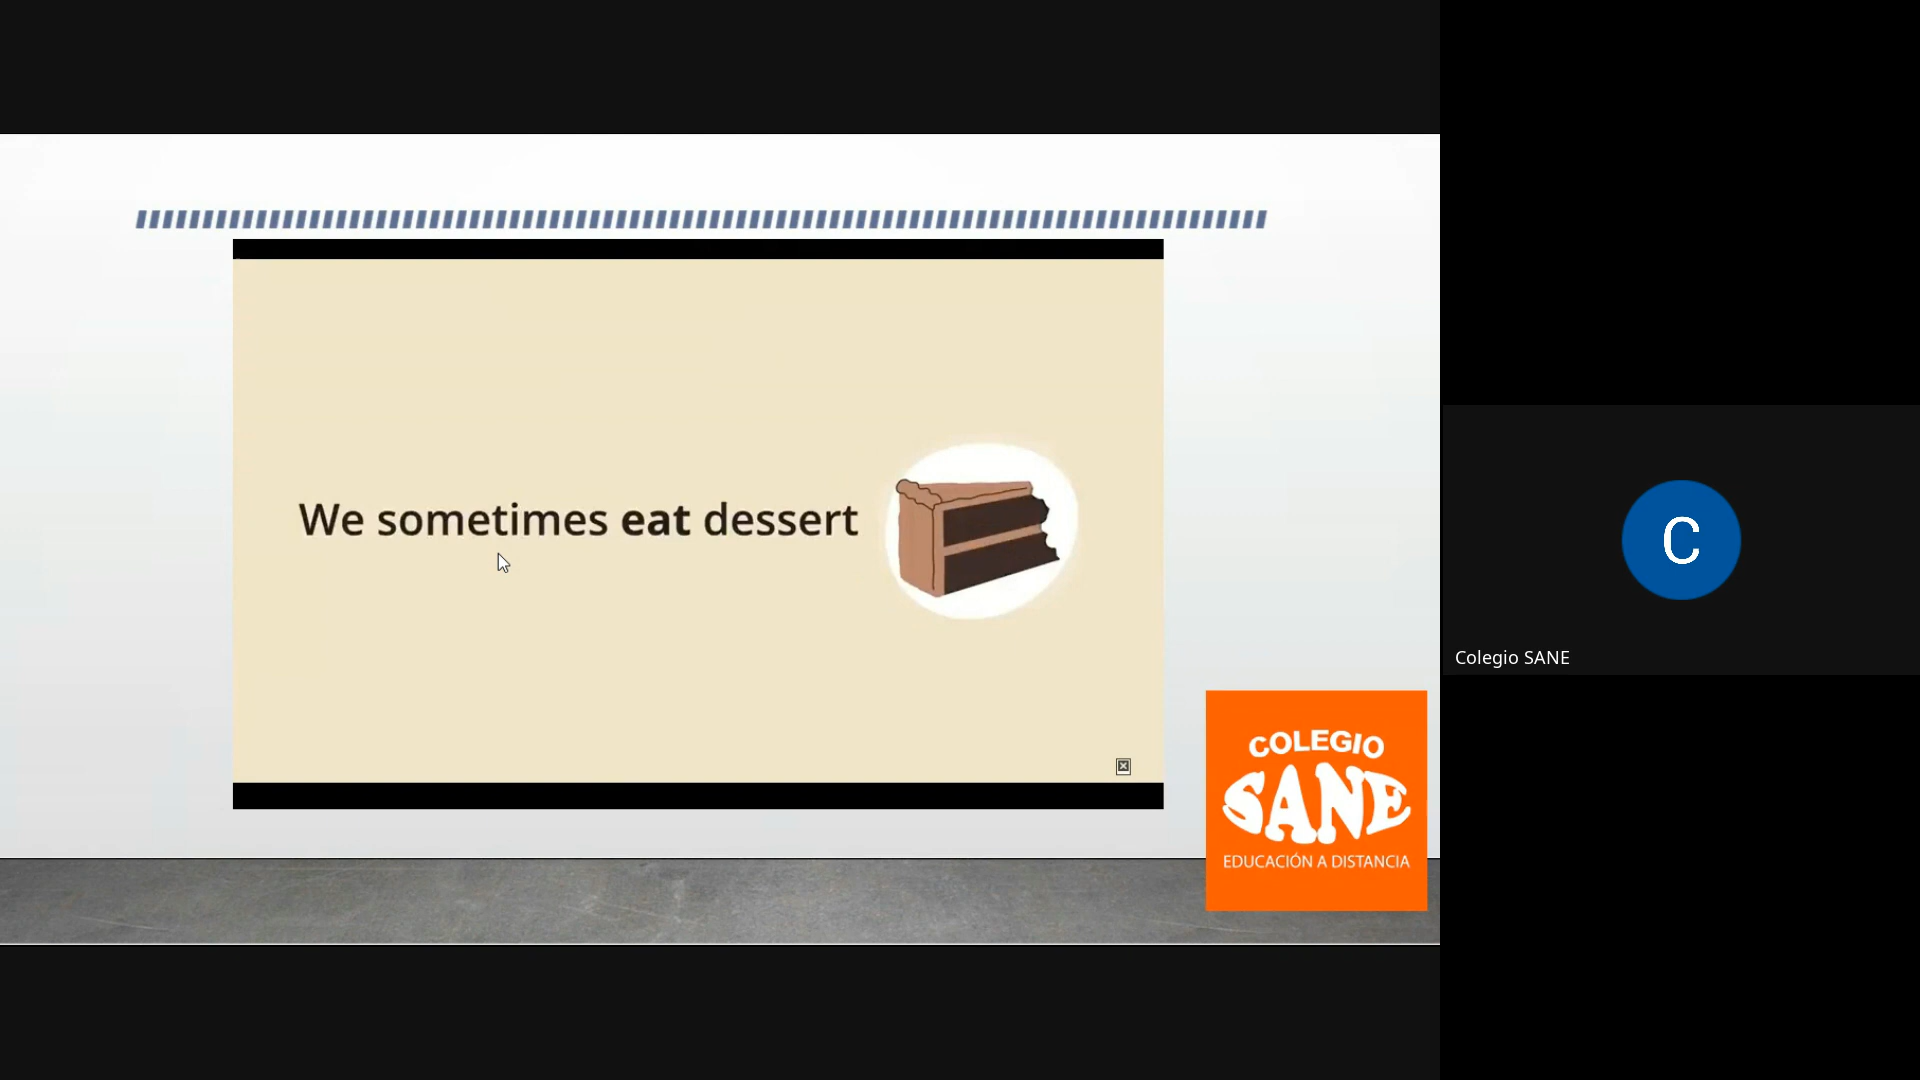 We sometimes eat dessert
C
Colegio SANE
COLEGIO
SANE
EDUCACIÓN A DISTANCIA